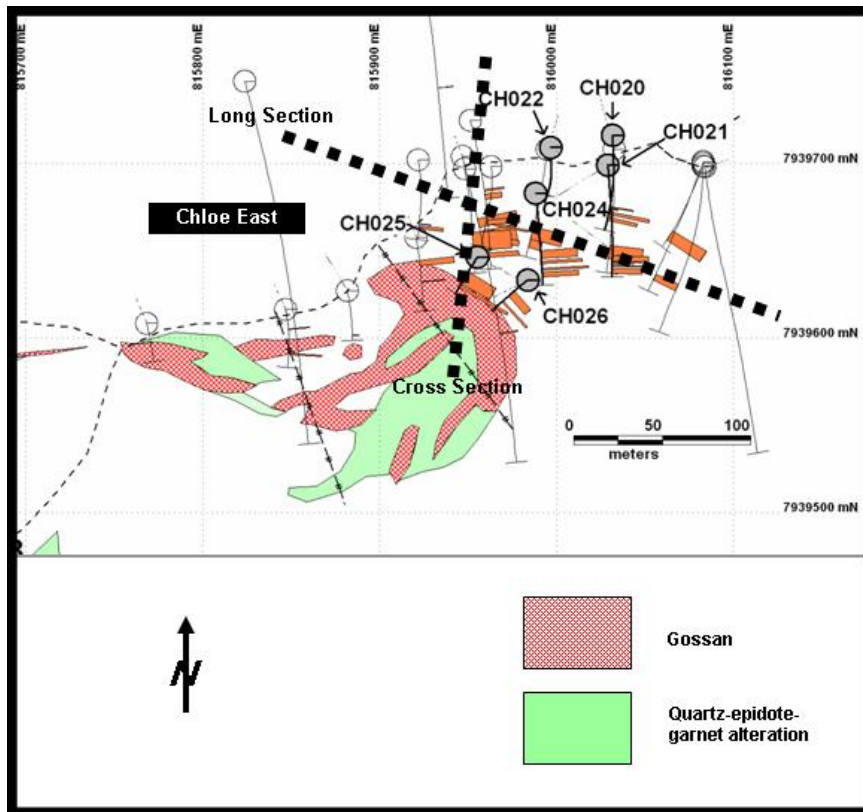 815700 mE
815800 mE
815900 mE
816000 mE
816100 mE
Long Section
CH022
CH020
CH021
7939700 mN
Chloe East
CH025
CH024
CH026
7939600 mN
Cross Section
0 50 100
meters
7939500 mN
N
Gossan
Quartz-epidote-
garnet alteration